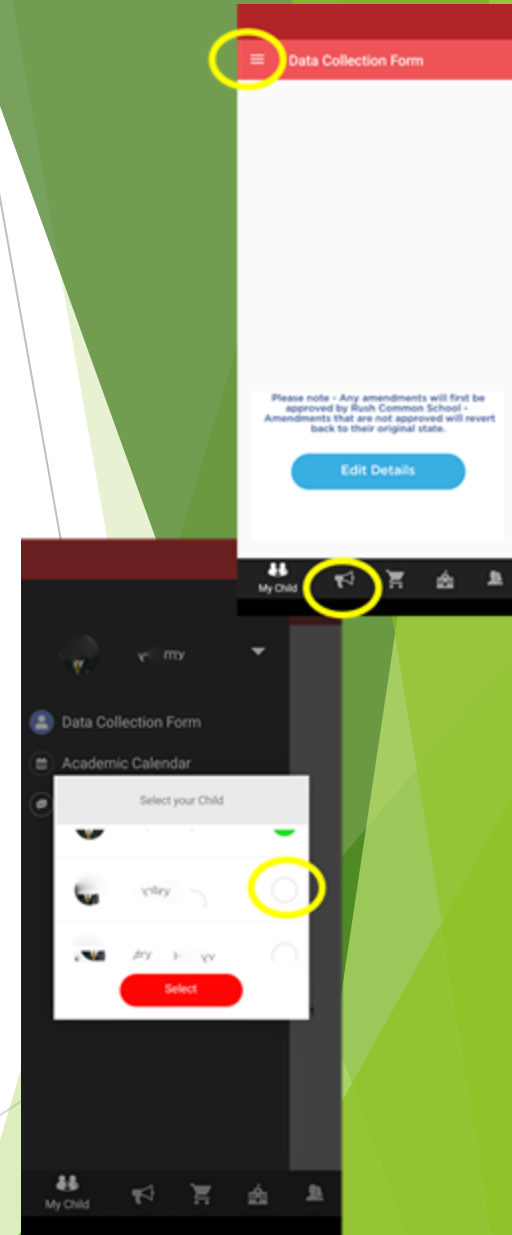 Data Collection Form
Please note - Any amendments will first be
approved by Rush Common School -
Amendments that are not approved will revert
back to their original state.
Edit Details
My Child
Data Collection Form
Academic Calendar
Select your Child
Select
My Child